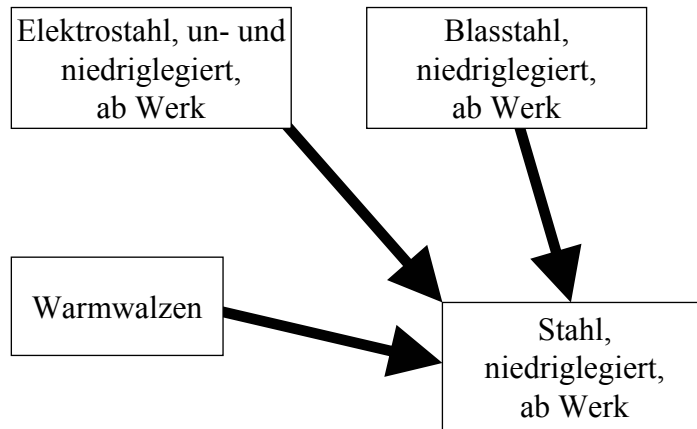 Elektrostahl, un- und
niedriglegiert,
ab Werk
Blasstahl,
niedriglegiert,
ab Werk
Warmwalzen
Stahl,
niedriglegiert,
ab Werk